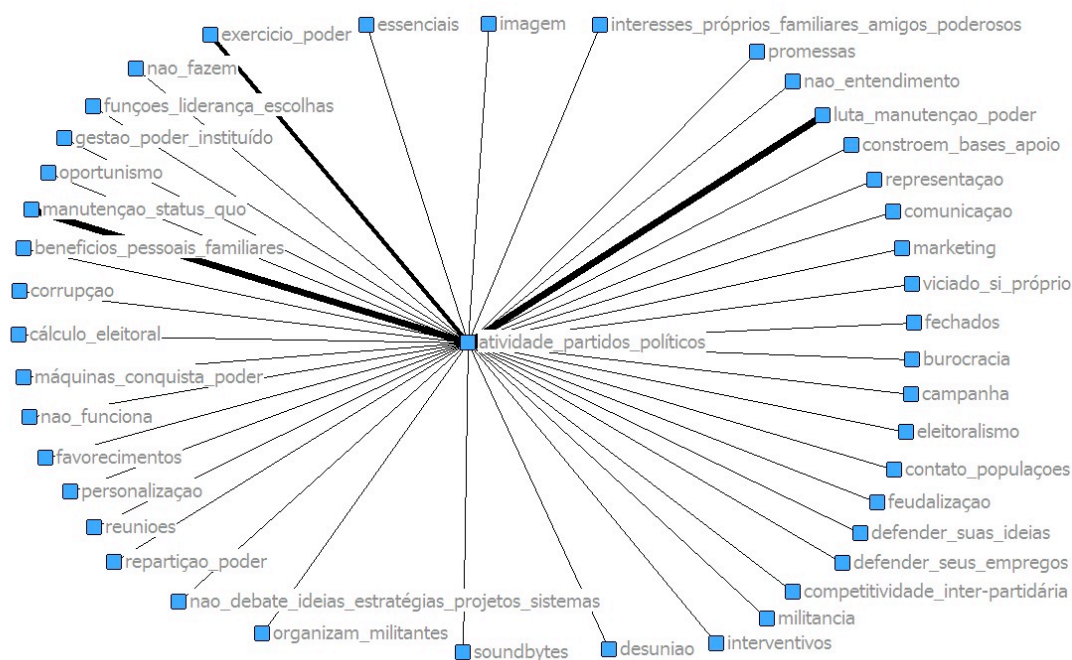 exercicio_poder
essenciais
imagem
interesses_próprios_familiares_amigos_poderosos
promessas
nao_fazem
nao_entendimento
funçoes_liderança_escolhas
luta_manutençao_poder
gestao_poder_instituído
constroem_bases_apoio
oportunismo
representaçao
manutençao_status_quo
comunicaçao
beneficios_pessoais_familiares
marketing
corrupçao
viciado_si_próprio
cálculo_eleitoral
fechados
atividade_partidos_políticos
burocracia
máquinas_conquista_poder
campanha
nao_funciona
eleitoralismo
favorecimentos
contato_populaçoes
personalizaçao
feudalizaçao
reunioes
defender_suas_ideias
repartiçao_poder
defender_seus_empregos
nao_debate_ideias_estratégias_projetos_sistemas
competitividade_inter-partidária
organizam_militantes
militancia
soundbytes
desuniao
interventivos